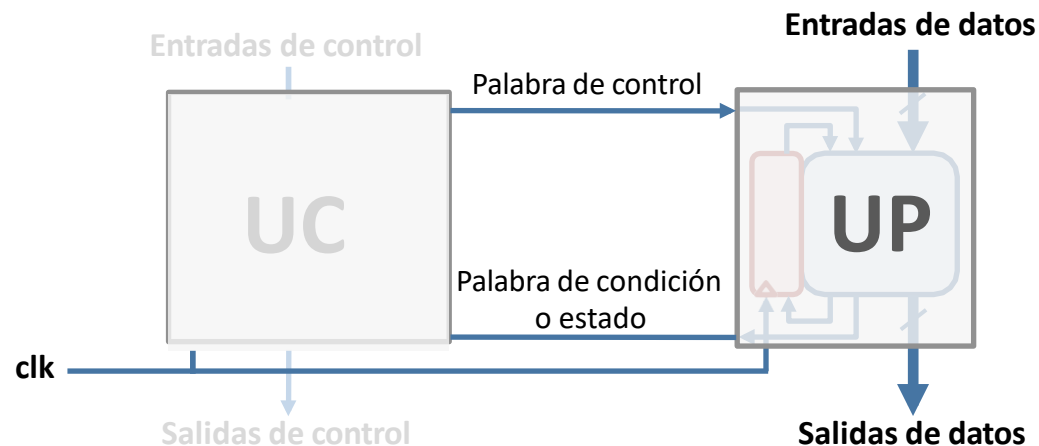 Entradas de datos
Entradas de control
Palabra de control
UC
UP
Palabra de condición
o estado
clk
Salidas de control
Salidas de datos